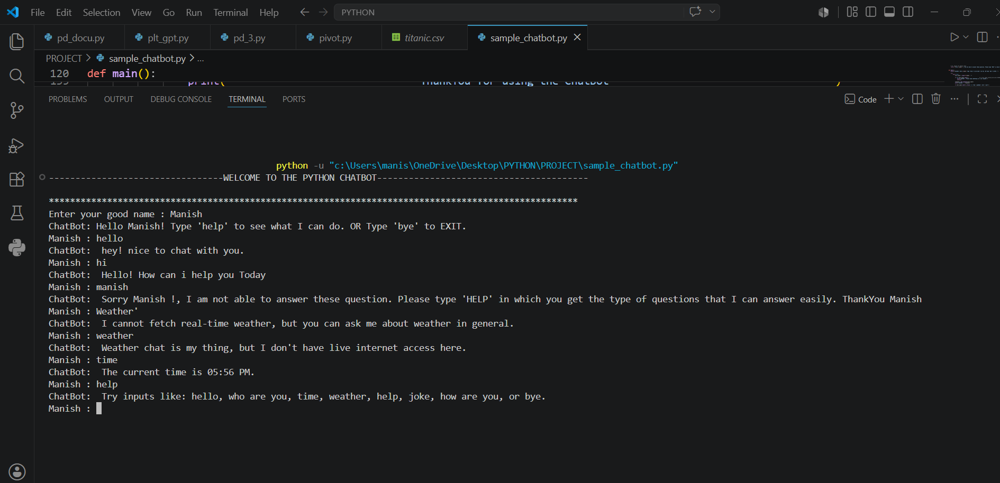 File Edit Selection View Go Run Terminal Help PYTHON
pd_docu.py plt_gpt.py pd_3.py pivot.py titanic.csv sample_chatbot.py
PROJECT > sample_chatbot.py > ...
120 def main():
print( ThankYou for using the ChatBot )
PROBLEMS OUTPUT DEBUG CONSOLE TERMINAL PORTS Code
python -u "c:\Users\manis\OneDrive\Desktop\PYTHON\PROJECT\sample_chatbot.py"
---------------------------------WELCOME TO THE PYTHON CHATBOT----------------------------------------
****************************************************************************************************
Enter your good name : Manish
ChatBot: Hello Manish! Type 'help' to see what I can do. OR Type 'bye' to EXIT.
Manish : hello
ChatBot:  hey! nice to chat with you.
Manish : hi
ChatBot:  Hello! How can i help you Today
Manish : manish
ChatBot:  Sorry Manish !, I am not able to answer these question. Please type 'HELP' in which you get the type of questions that I can answer easily. ThankYou Manish
Manish : Weather'
ChatBot:  I cannot fetch real-time weather, but you can ask me about weather in general.
Manish : weather
ChatBot:  Weather chat is my thing, but I don't have live internet access here.
Manish : time
ChatBot:  The current time is 05:56 PM.
Manish : help
ChatBot:  Try inputs like: hello, who are you, time, weather, help, joke, how are you, or bye.
Manish :